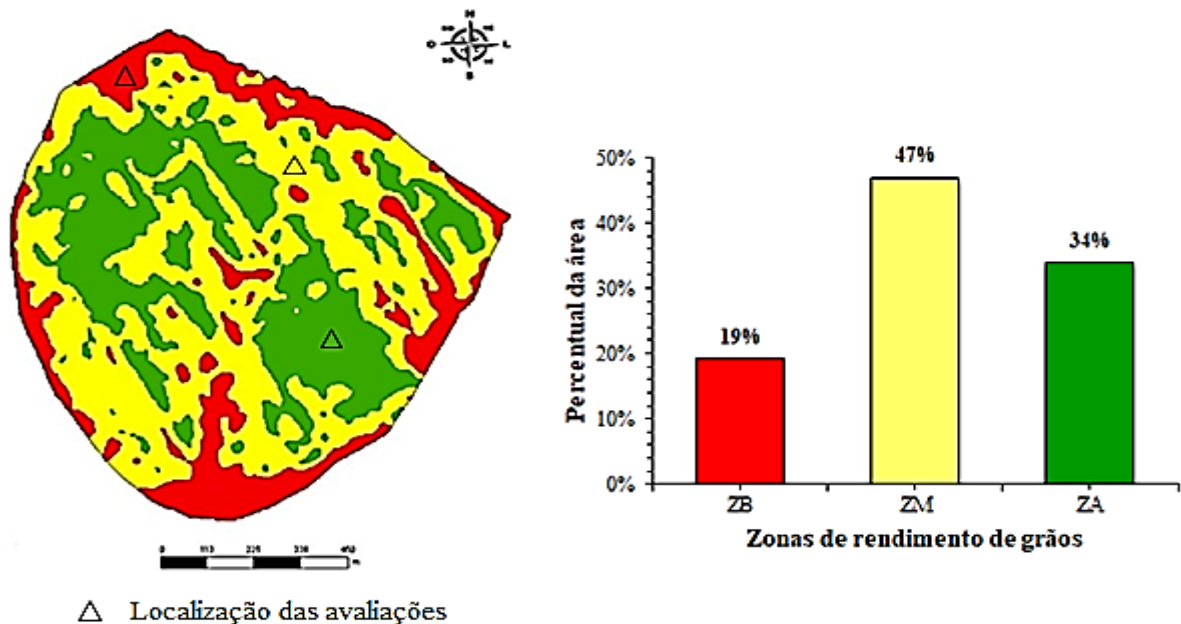 N
O L
S
50%
40%
30%
20%
10%
0%
Percentual da área
19%
47%
34%
ZB ZM ZA
Zonas de rendimento de grãos
0
m
Localização das avaliações